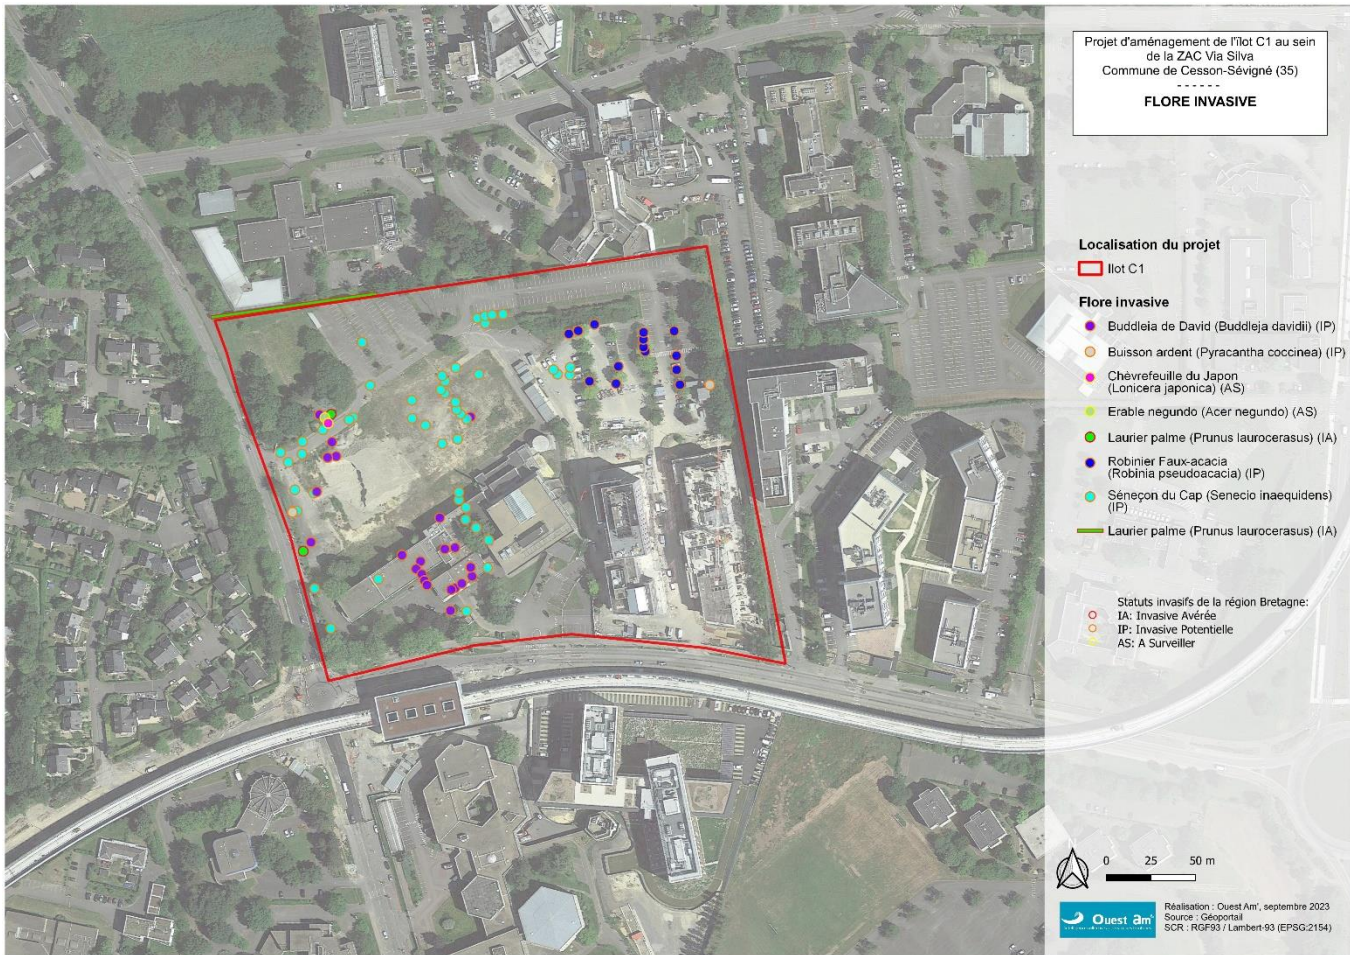 Projet d'aménagement de l'îlot C1 au sein
de la ZAC Via Silva
Commune de Cesson-Sévigné (35)
- - - - - -
FLORE INVASIVE
Localisation du projet
Ilot C1
Flore invasive
Buddleia de David (Buddleja davidii) (IP)
Buisson ardent (Pyracantha coccinea) (IP)
Chèvrefeuille du Japon
(Lonicera japonica) (AS)
Erable negundo (Acer negundo) (AS)
Laurier palme (Prunus laurocerasus) (IA)
Robinier Faux-acacia
(Robinia pseudoacacia) (IP)
Séneçon du Cap (Senecio inaequidens)
(IP)
Laurier palme (Prunus laurocerasus) (IA)
Statuts invasifs de la région Bretagne:
IA: Invasive Avérée
IP: Invasive Potentielle
AS: A Surveiller
0 25 50 m
Ouest am'
Réalisation : Ouest Am', septembre 2023
Source : Géoportail
SCR : RGF93 / Lambert-93 (EPSG:2154)